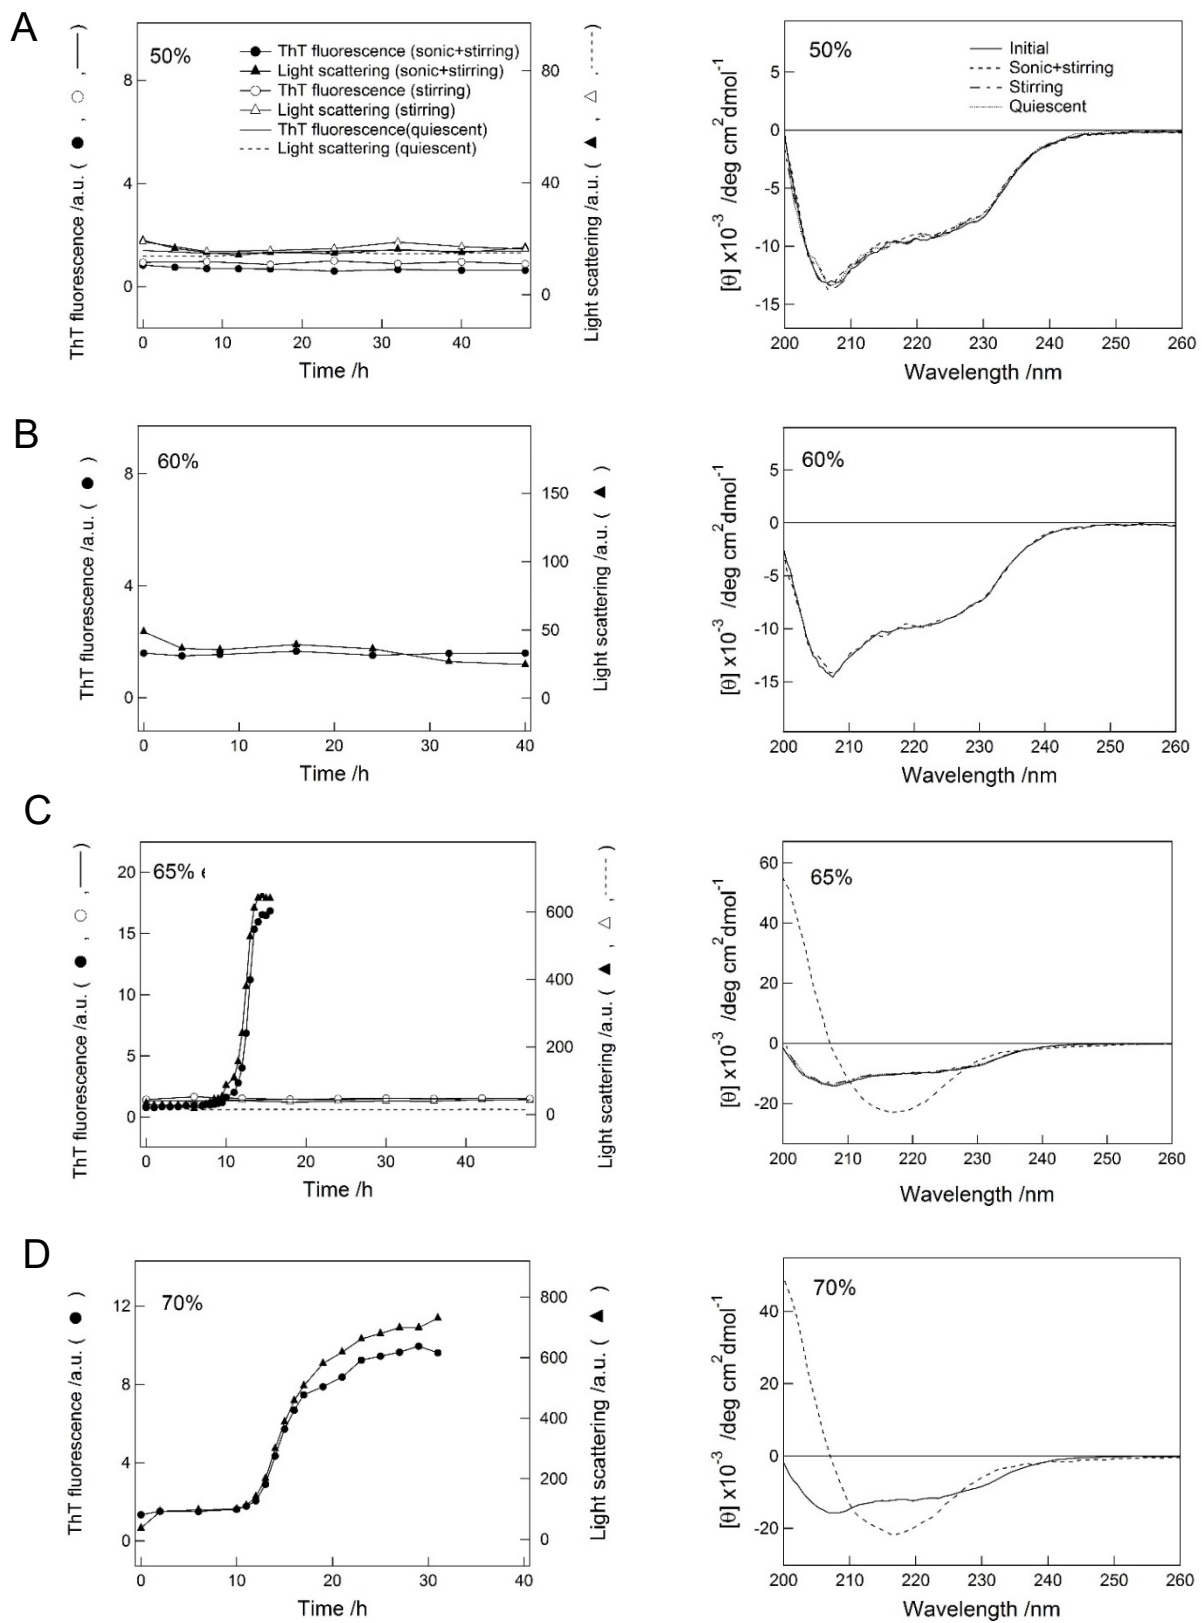 A
50%
ThT fluorescence (sonic+stirring)
Light scattering (sonic+stirring)
ThT fluorescence (stirring)
Light scattering (stirring)
ThT fluorescence(quiescent)
Light scattering (quiescent)
ThT fluorescence /a.u. ( ● , ○ , — )
8
4
0
Light scattering /a.u. ( ▲ , △ , ---- )
80
40
0
0 10 20 30 40
Time /h
Initial
Sonic+stirring
Stirring
Quiescent
[θ] x10⁻³ /deg cm²dmol⁻¹
5
0
-5
-10
-15
200 210 220 230 240 250 260
Wavelength /nm
B
60%
ThT fluorescence /a.u. ( ● )
8
4
0
Light scattering /a.u. ( ▲ )
150
100
50
0
0 10 20 30 40
Time /h
60%
[θ] x10⁻³ /deg cm²dmol⁻¹
5
0
-5
-10
-15
200 210 220 230 240 250 260
Wavelength /nm
C
65%
ThT fluorescence /a.u. ( ● , ○ , — )
20
15
10
5
0
Light scattering /a.u. ( ▲ , △ , ---- )
600
400
200
0
0 10 20 30 40
Time /h
65%
[θ] x10⁻³ /deg cm²dmol⁻¹
60
40
20
0
-20
200 210 220 230 240 250 260
Wavelength /nm
D
70%
ThT fluorescence /a.u. ( ● )
12
8
4
0
Light scattering /a.u. ( ▲ )
800
600
400
200
0
0 10 20 30 40
Time /h
70%
[θ] x10⁻³ /deg cm²dmol⁻¹
40
20
0
-20
200 210 220 230 240 250 260
Wavelength /nm